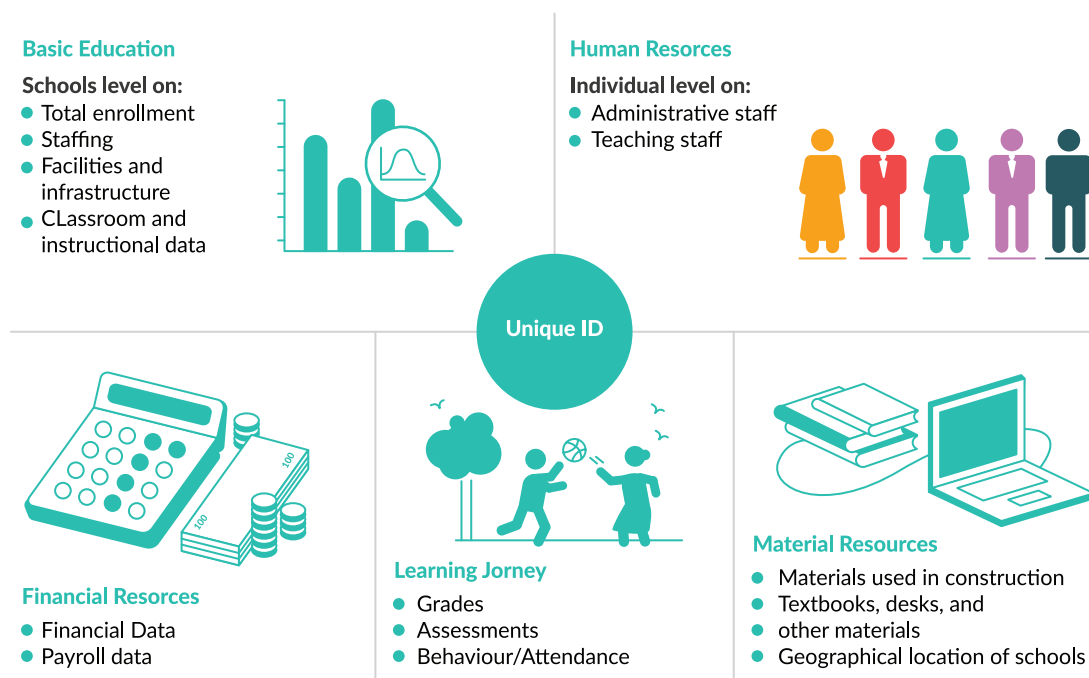 Basic Education
Schools level on:
Total enrollment
Staffing
Facilities and
infrastructure
CLassroom and
instructional data
Human Resorces
Individual level on:
Administrative staff
Teaching staff
Unique ID
100
100
Financial Resorces
Financial Data
Payroll data
Learning Jorney
Grades
Assessments
Behaviour/Attendance
Material Resources
Materials used in construction
Textbooks, desks, and
other materials
Geographical location of schools